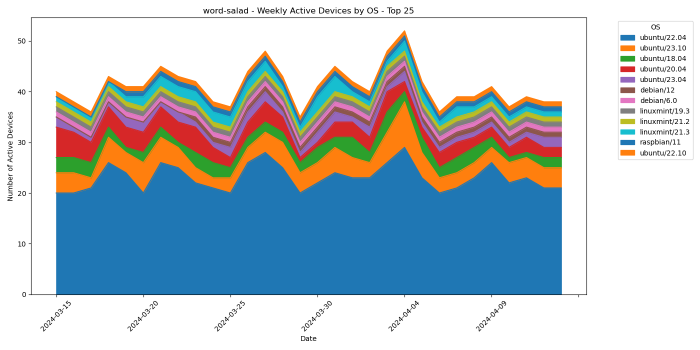 word-salad - Weekly Active Devices by OS - Top 25
Number of Active Devices
50
40
30
20
10
0
2024-03-15
2024-03-20
2024-03-25
2024-03-30
2024-04-04
2024-04-09
Date
OS
ubuntu/22.04
ubuntu/23.10
ubuntu/18.04
ubuntu/20.04
ubuntu/23.04
debian/12
debian/6.0
linuxmint/19.3
linuxmint/21.2
linuxmint/21.3
raspbian/11
ubuntu/22.10